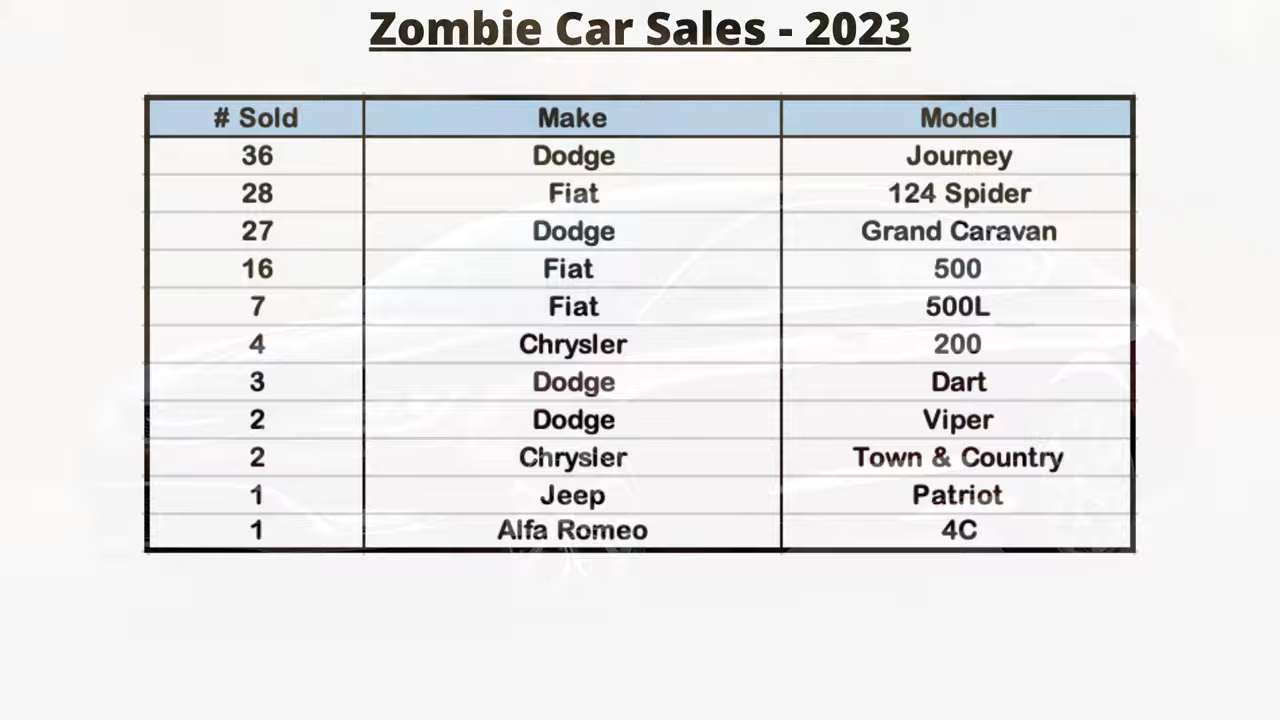 Zombie Car Sales - 2023
# Sold Make Model
36 Dodge Journey
28 Fiat 124 Spider
27 Dodge Grand Caravan
16 Fiat 500
7 Fiat 500L
4 Chrysler 200
3 Dodge Dart
2 Dodge Viper
2 Chrysler Town & Country
1 Jeep Patriot
1 Alfa Romeo 4C